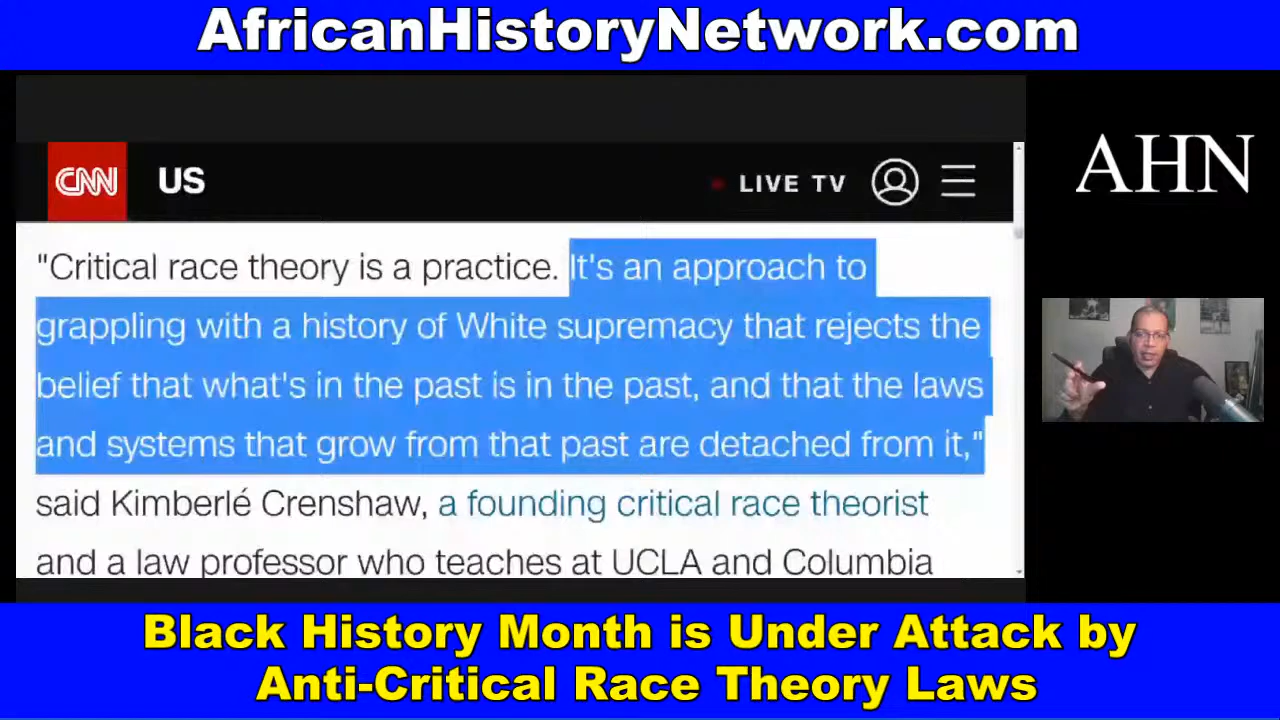 AfricanHistoryNetwork.com
CNN US LIVE TV
AHN
"Critical race theory is a practice. It's an approach to
grappling with a history of White supremacy that rejects the
belief that what's in the past is in the past, and that the laws
and systems that grow from that past are detached from it,"
said Kimberlé Crenshaw, a founding critical race theorist
and a law professor who teaches at UCLA and Columbia
Black History Month is Under Attack by
Anti-Critical Race Theory Laws